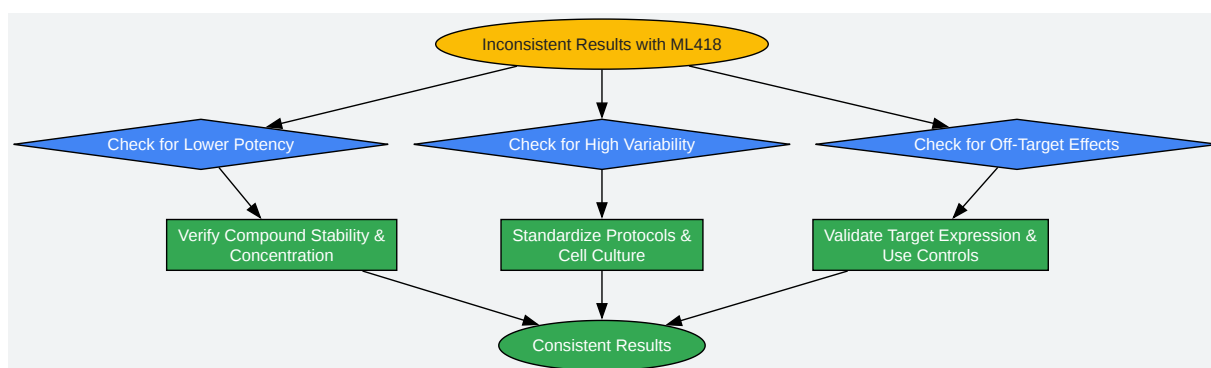 Inconsistent Results with ML418
Check for Lower Potency
Check for High Variability
Check for Off-Target Effects
Verify Compound Stability &
Concentration
Standardize Protocols &
Cell Culture
Validate Target Expression &
Use Controls
Consistent Results